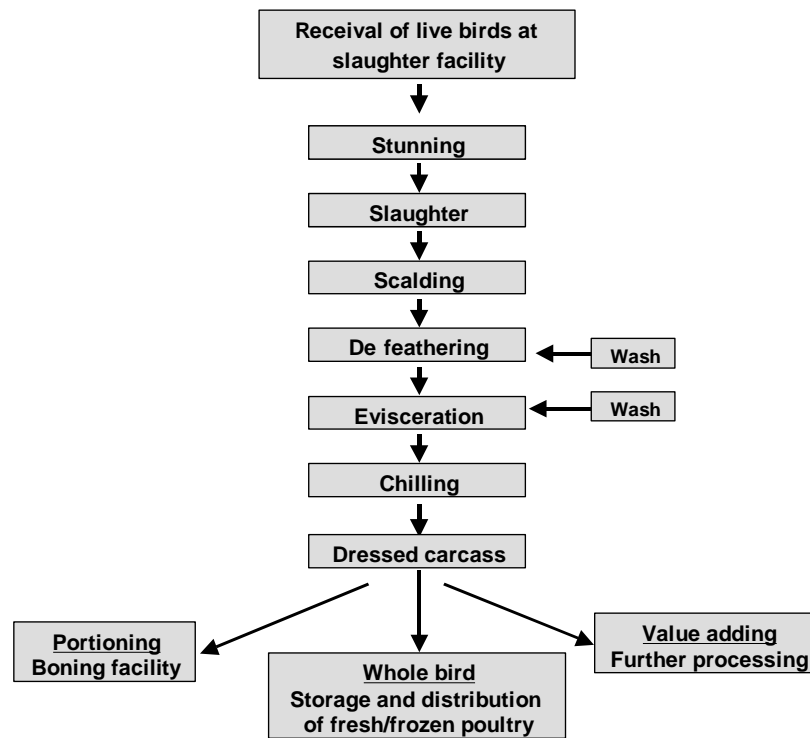 Receival of live birds at
slaughter facility
Stunning
Slaughter
Scalding
De feathering
Wash
Evisceration
Wash
Chilling
Dressed carcass
Portioning
Boning facility
Whole bird
Storage and distribution
of fresh/frozen poultry
Value adding
Further processing